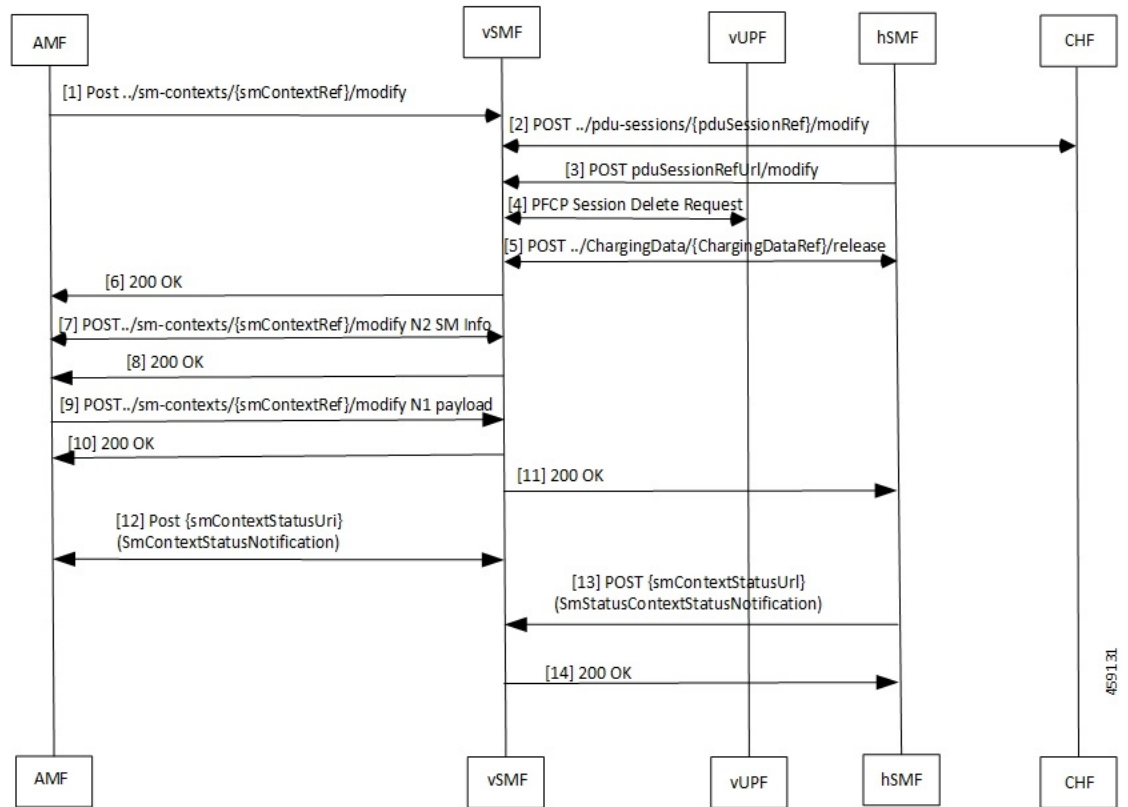 AMF
vSMF
vUPF
hSMF
CHF
[1] Post ../sm-contexts/{smContextRef}/modify
[2] POST ../pdu-sessions/{pduSessionRef}/modify
[3] POST pduSessionRefUrl/modify
[4] PFCP Session Delete Request
[5] POST ../ChargingData/{ChargingDataRef}/release
[6] 200 OK
[7] POST../sm-contexts/{smContextRef}/modify N2 SM Info
[8] 200 OK
[9] POST../sm-contexts/{smContextRef}/modify N1 payload
[10] 200 OK
[11] 200 OK
[12] Post {smContextStatusUri}
(SmContextStatusNotification)
[13] POST {smContextStatusUrl}
(SmStatusContextStatusNotification)
[14] 200 OK
459131
AMF
vSMF
vUPF
hSMF
CHF